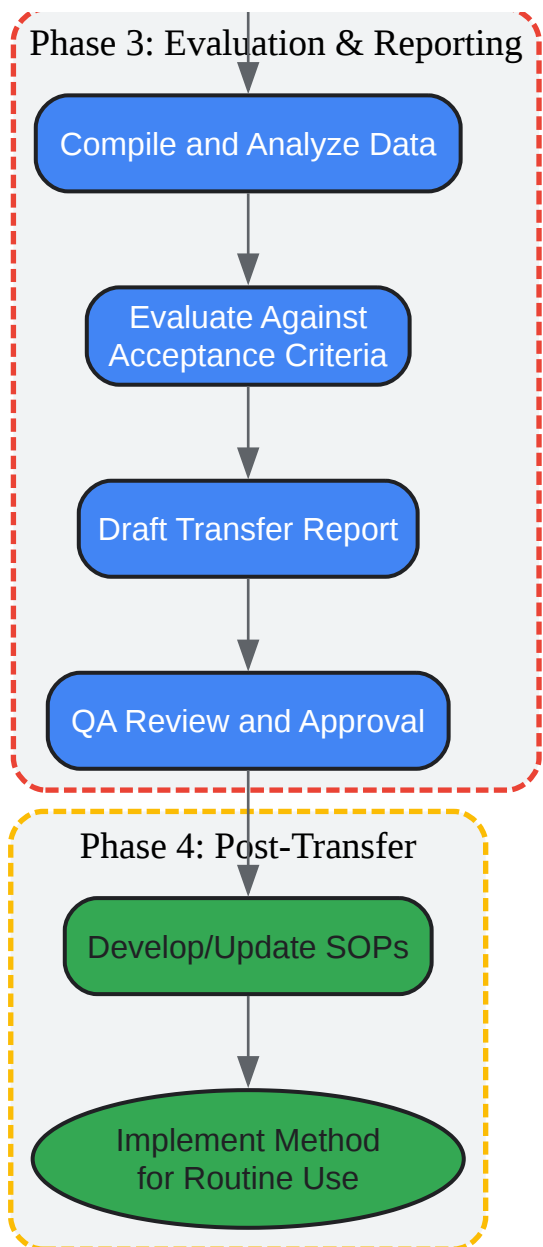 Phase 3: Evaluation & Reporting
Compile and Analyze Data
Evaluate Against
Acceptance Criteria
Draft Transfer Report
QA Review and Approval
Phase 4: Post-Transfer
Develop/Update SOPs
Implement Method
for Routine Use